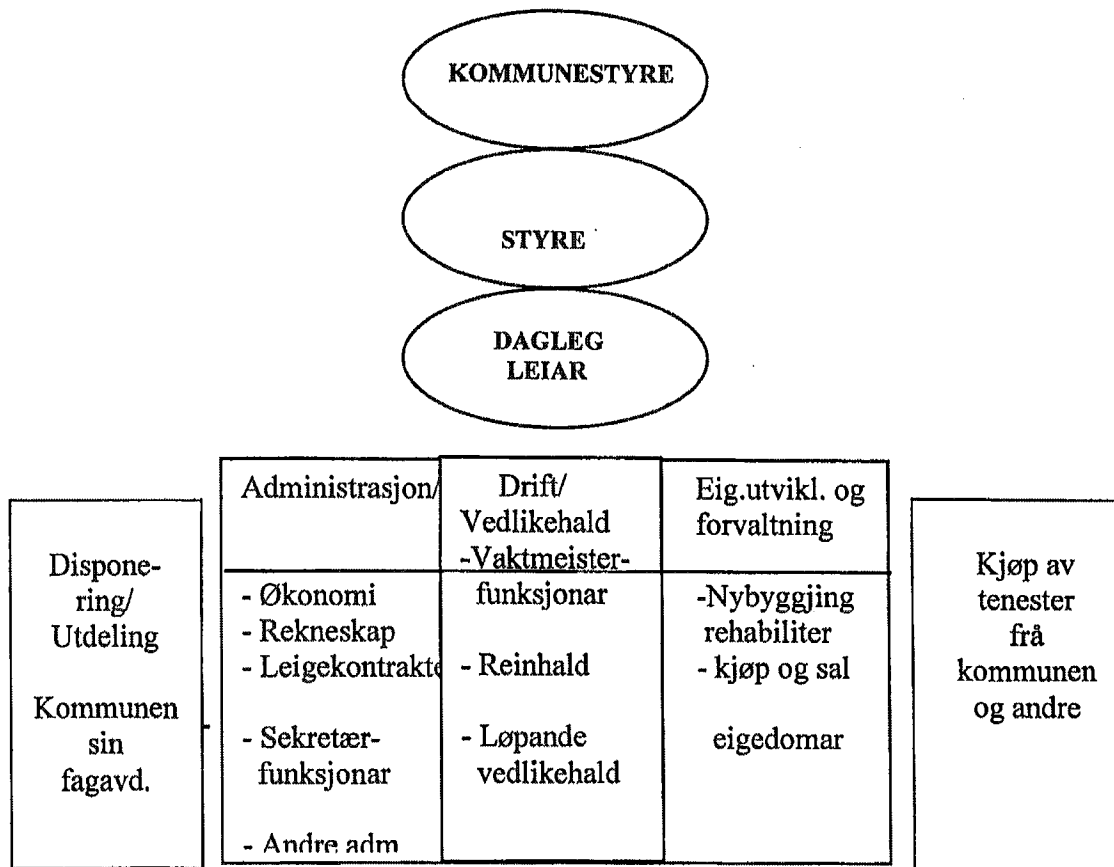 KOMMUNESTYRE
STYRE
DAGLEG
LEIAR
Dispone-
ring/
Utdeling
Kommunen
sin
fagavd.
Administrasjon/
- Økonomi
- Rekneskap
- Leigekontrakte
- Sekretær-
funksjonar
- Andre adm
Drift/
Vedlikehald
-Vaktmeister-
funksjonar
- Reinhald
- Løpande
vedlikehald
Eig.utvikl. og
forvaltning
-Nybyggjing
rehabiliter
- kjøp og sal
eigedomar
Kjøp av
tenester
frå
kommunen
og andre